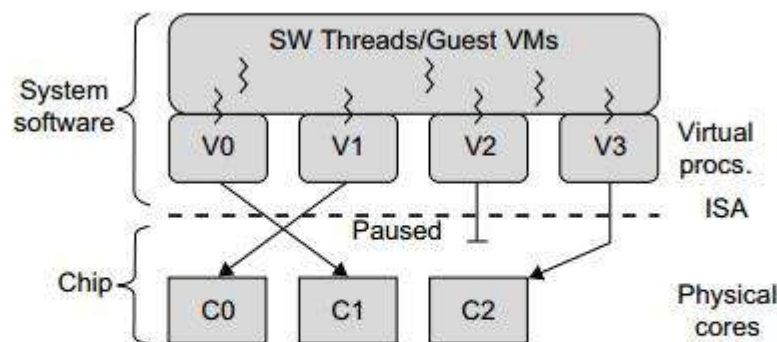 SW Threads/Guest VMs
System
software
V0 V1 V2 V3
Virtual
procs.
ISA
Paused
Chip
C0 C1 C2
Physical
cores